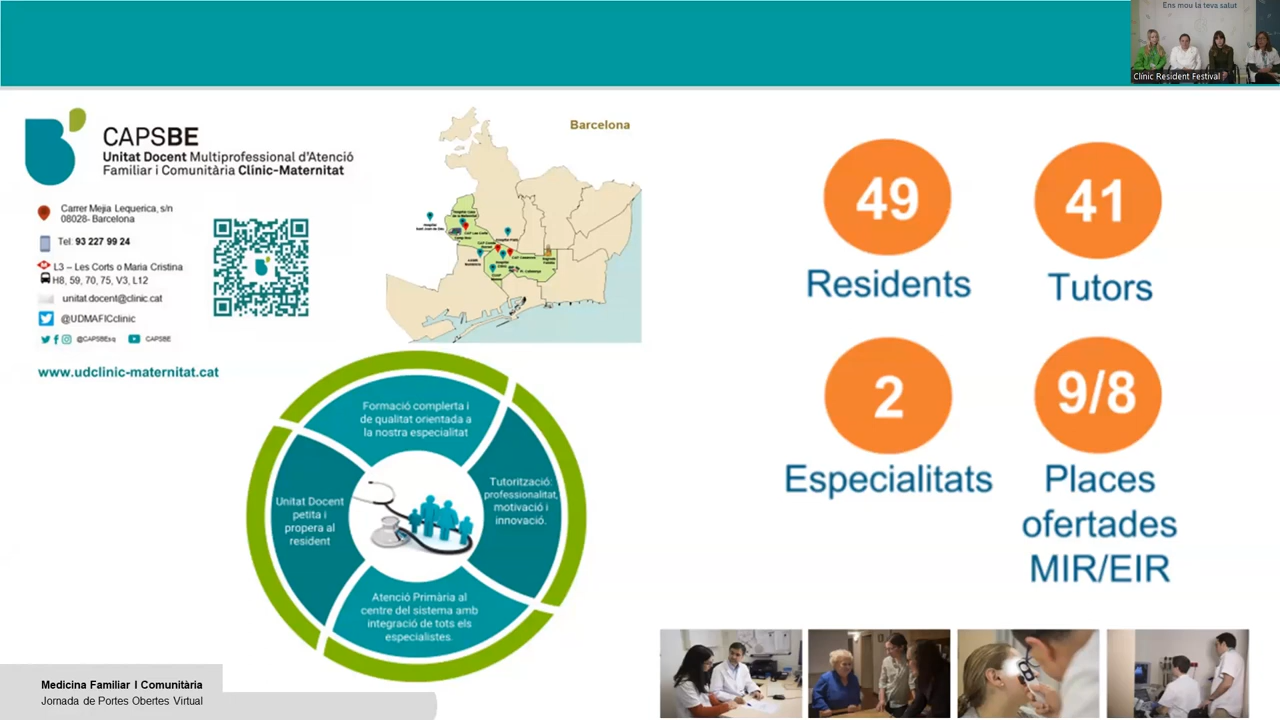 Ens mou la teva salut
Clínic Resident Festival
CAPSBE
Unitat Docent Multiprofessional d'Atenció
Familiar i Comunitària Clínic-Maternitat
Carrer Mejia Lequerica, s/n
08028- Barcelona
Tel. 93 227 99 24
L3 – Les Corts o Maria Cristina
H8, 59, 70, 75, V3, L12
unitat.docent@clinic.cat
@UDMAFICclinic
@CAPSBEsq
CAPSBE
www.udclinic-maternitat.cat
Barcelona
49
Residents
41
Tutors
2
Especialitats
9/8
Places
ofertades
MIR/EIR
Formació complerta i
de qualitat orientada a
la nostra especialitat
Tutorització:
professionalitat,
motivació i
innovació.
Unitat Docent
petita i
propera al
resident
Atenció Primària al
centre del sistema amb
integració de tots els
especialistes.
Medicina Familiar I Comunitària
Jornada de Portes Obertes Virtual